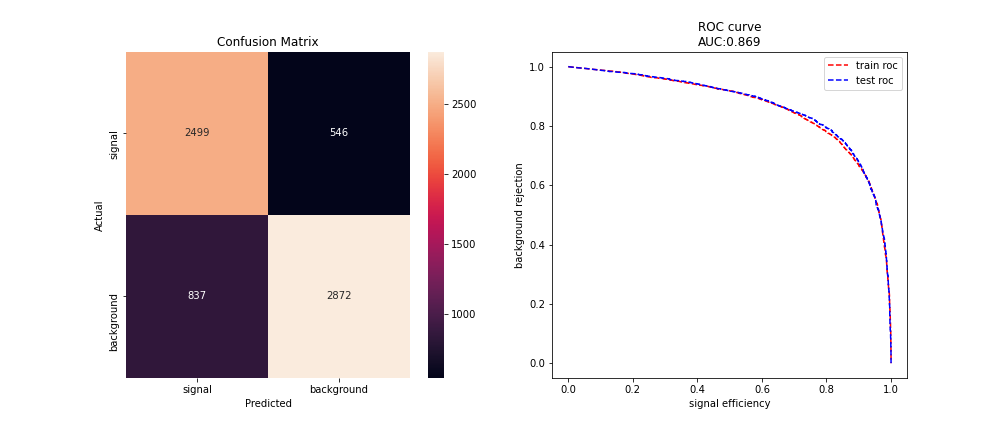 Confusion Matrix
signal
background
Actual
2499
546
837
2872
signal
background
Predicted
2500
2000
1500
1000
ROC curve
AUC:0.869
train roc
test roc
background rejection
1.0
0.8
0.6
0.4
0.2
0.0
0.0
0.2
0.4
0.6
0.8
1.0
signal efficiency